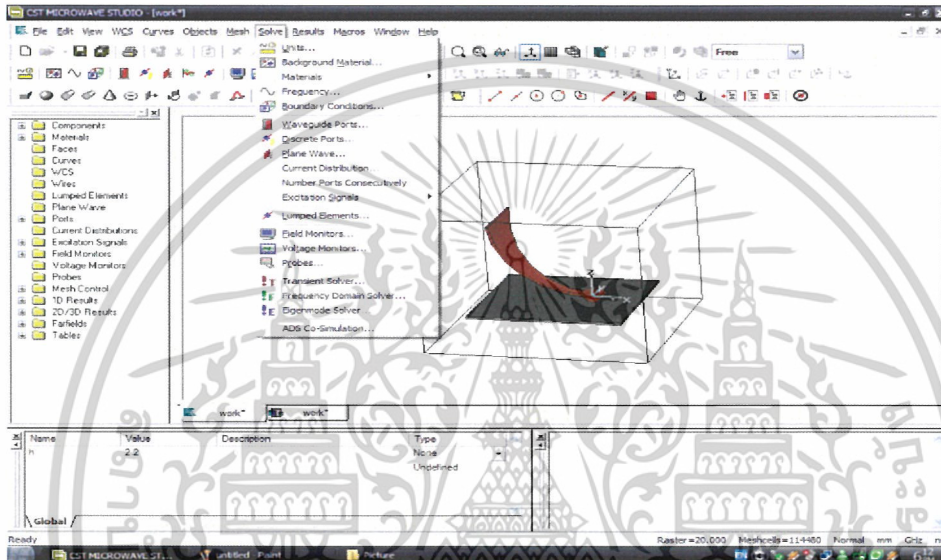 CST MICROWAVE STUDIO - [work*]
File Edit View WCS Curves Objects Mesh Solve Results Macros Window Help
Free
Units...
Background Material...
Materials
Frequency...
Boundary Conditions...
Waveguide Ports...
Discrete Ports...
Plane Wave...
Current Distribution
Number Ports Consecutively
Excitation Signals
Lumped Elements...
Field Monitors...
Voltage Monitors...
Probes...
Transient Solver...
Frequency Domain Solver...
Eigenmode Solver
ADS Co-Simulation...
Components
Materials
Faces
Curves
WCS
Wires
Lumped Elements
Plane Wave
Ports
Current Distributions
Excitation Signals
Field Monitors
Voltage Monitors
Probes
Mesh Control
1D Results
2D/3D Results
Farfields
Tables
z
x
work* work*
Name Value Description Type
h 2.2 None
Undefined
Global
Ready Raster=20.000 Meshcells=114480 Normal mm GHz
CST MICROWAVE ST... untitled Paint Picture